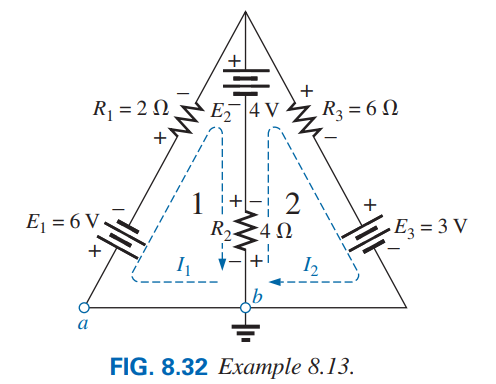 +
− +
R₁ = 2 Ω E₂ − 4 V R₃ = 6 Ω
+ −
1 + − 2
− +
E₁ = 6 V R₂ 4 Ω E₃ = 3 V
+ − + −
I₁ I₂
b
a
FIG. 8.32 Example 8.13.